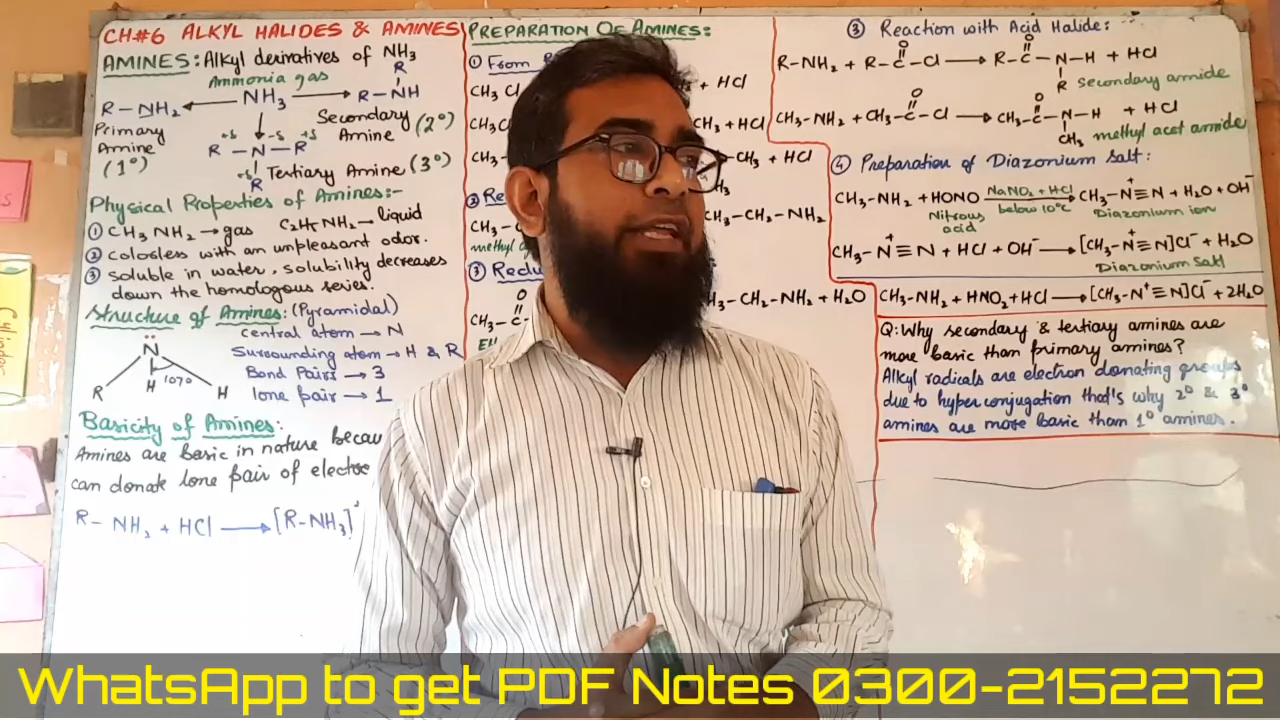 CH#6 ALKYL HALIDES & AMINES
AMINES: Alkyl derivatives of NH₃
Ammonia gas
R
R-NH₂ ← NH₃ → R-NH
Primary Amine (1°)
Secondary Amine (2°)
+s -s +s
R-N-R
+s R
Tertiary Amine (3°)
Physical Properties of Amines:-
① CH₃NH₂ → gas C₂H₅NH₂ → liquid
② colorless with an unpleasant odor.
③ soluble in water, solubility decreases
down the homologous series.
Structure of Amines: (Pyramidal)
central atom → N
Surrounding atom → H & R
Bond Pairs → 3
lone pair → 1
N
R H 107° H
Basicity of Amines:
Amines are basic in nature
can donate lone pair of
R-NH₂ + HCl → [R-NH₃]
PREPARATION OF AMINES:
① From
CH₃Cl + HCl
CH₃ + HCl
CH₃- -CH₃ + HCl
②
CH₃- CH₃-CH₂-NH₂
methyl
③
O
CH₃-C -CH₂-NH₂ + H₂O
③ Reaction with Acid Halide:
O O
R-NH₂ + R-C-Cl → R-C-N-H + HCl
R secondary amide
O O
CH₃-NH₂ + CH₃-C-Cl → CH₃-C-N-H + HCl
CH₃ methyl acet amide
④ Preparation of Diazonium Salt:
NaNO₂ + HCl
CH₃-NH₂ + HONO → CH₃-N⁺≡N + H₂O + OH⁻
below 10°C
Nitrous acid Diazonium ion
CH₃-N⁺≡N + HCl + OH⁻ → [CH₃-N⁺≡N]Cl⁻ + H₂O
Diazonium Salt
CH₃-NH₂ + HNO₂ + HCl → [CH₃-N⁺≡N]Cl⁻ + 2H₂O
Q: Why secondary & tertiary amines are
more basic than primary amines?
Alkyl radicals are electron donating groups
due to hyperconjugation that's why 2° & 3°
amines are more basic than 1° amines.
WhatsApp to get PDF Notes 0300-2152272